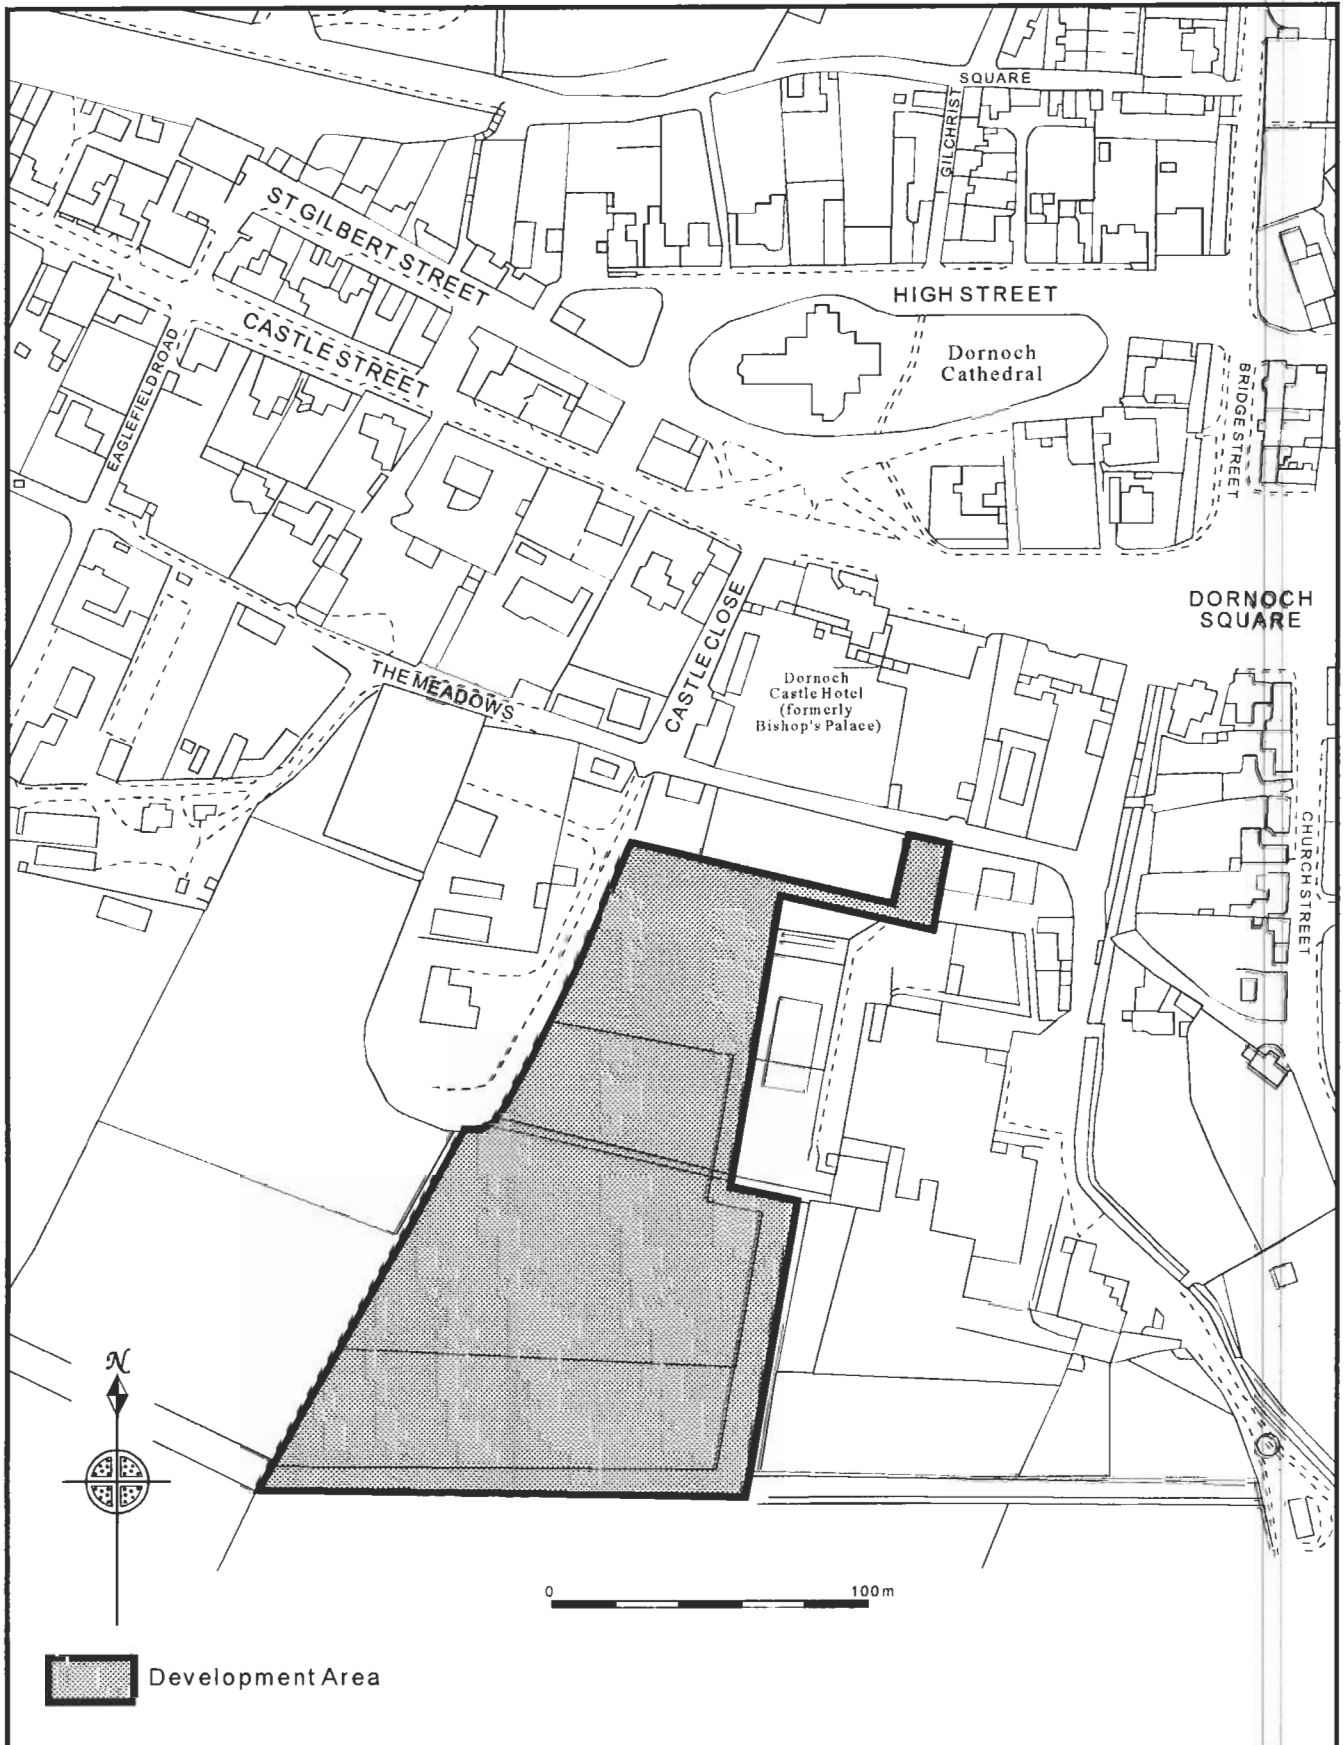 SQUARE
GILCHRIST
ST GILBERT STREET
HIGH STREET
CASTLE STREET
EAGLEFIELD ROAD
Dornoch
Cathedral
BRIDGE STREET
CASTLE CLOSE
DORNOCH
SQUARE
THE MEADOWS
Dornoch
Castle Hotel
(formerly
Bishop's Palace)
CHURCH STREET
N
0 100m
Development Area